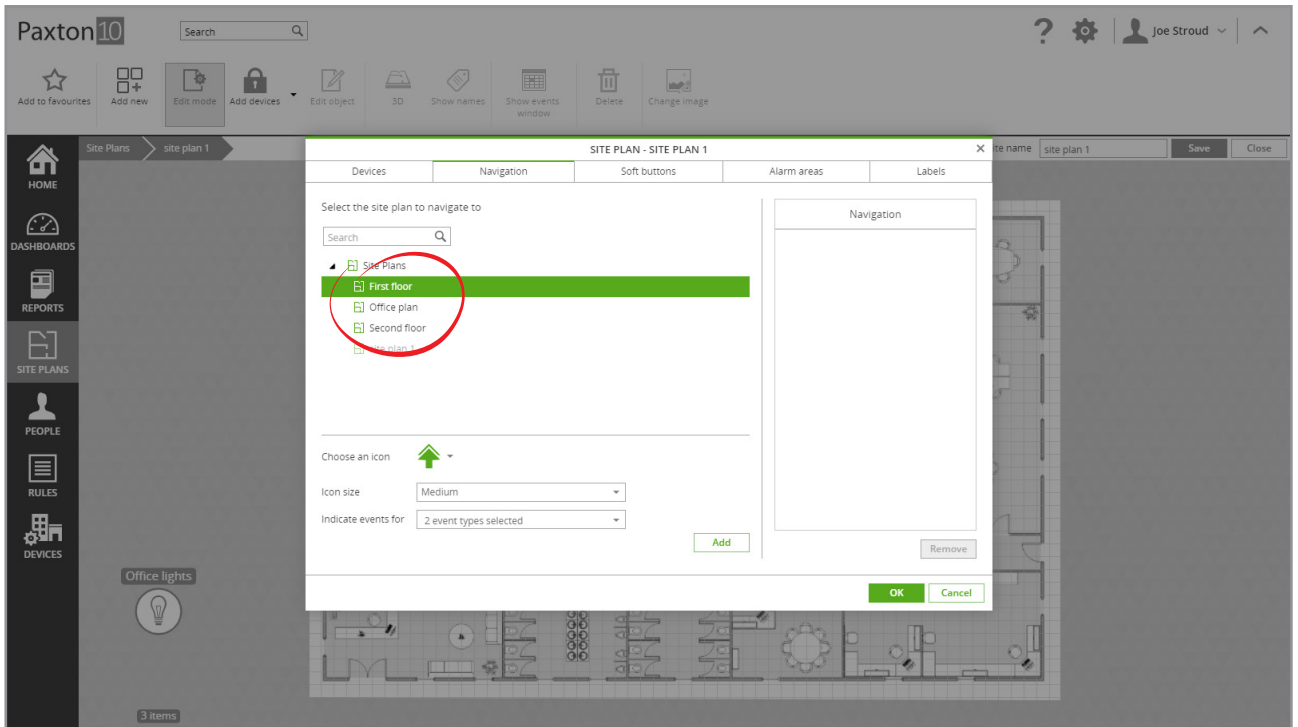 Paxton10
Search
Joe Stroud
Add to favourites
Add new
Edit mode
Add devices
Edit object
3D
Show names
Show events
window
Delete
Change image
Site Plans
site plan 1
SITE PLAN - SITE PLAN 1
te name
site plan 1
Save
Close
HOME
DASHBOARDS
REPORTS
SITE PLANS
PEOPLE
RULES
DEVICES
Devices
Navigation
Soft buttons
Alarm areas
Labels
Select the site plan to navigate to
Search
Site Plans
First floor
Office plan
Second floor
site plan 1
Choose an icon
Icon size
Medium
Indicate events for
2 event types selected
Add
Navigation
Remove
OK
Cancel
Office lights
3 items